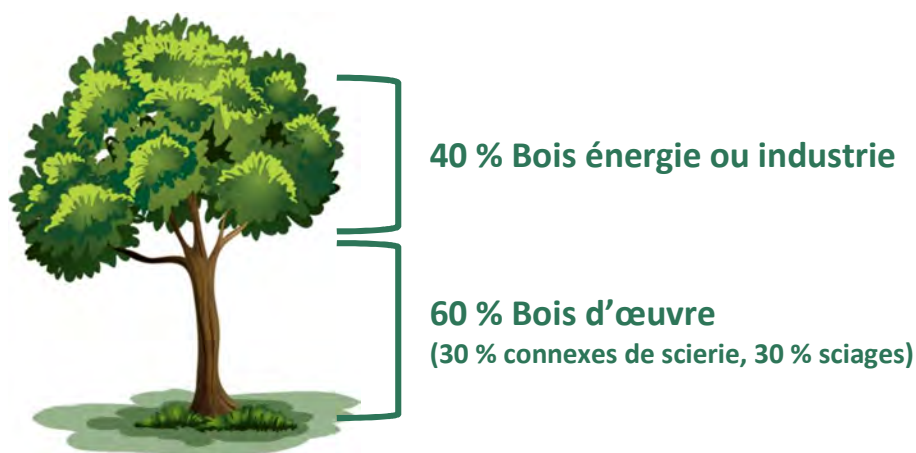 40 % Bois énergie ou industrie
60 % Bois d’œuvre
(30 % connexes de scierie, 30 % sciages)